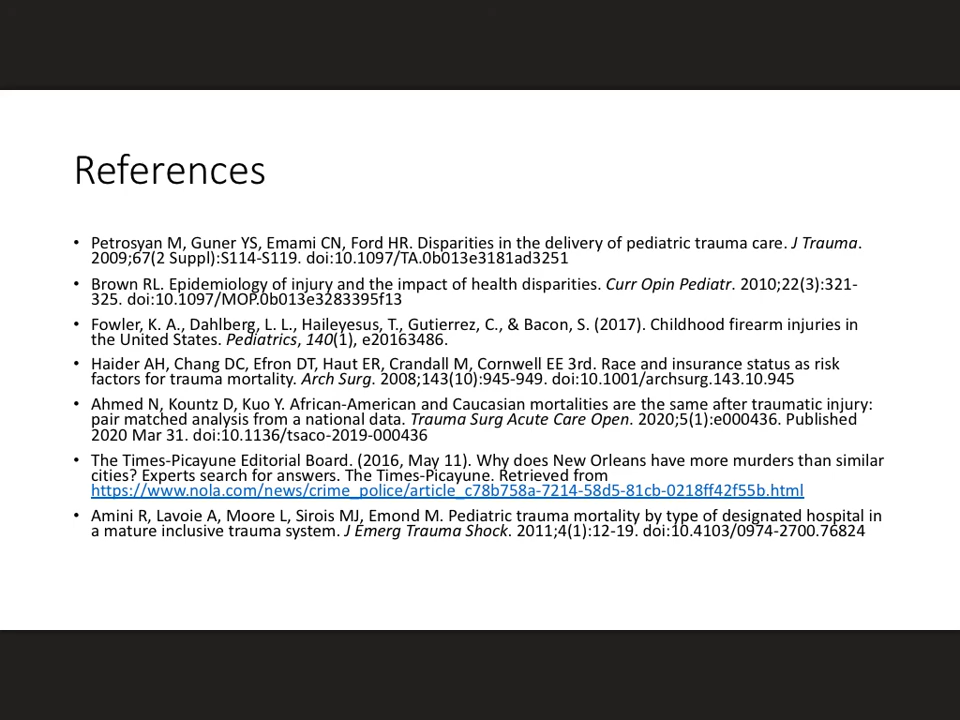 References
• Petrosyan M, Guner YS, Emami CN, Ford HR. Disparities in the delivery of pediatric trauma care. J Trauma.
2009;67(2 Suppl):S114-S119. doi:10.1097/TA.0b013e3181ad3251
• Brown RL. Epidemiology of injury and the impact of health disparities. Curr Opin Pediatr. 2010;22(3):321-
325. doi:10.1097/MOP.0b013e3283395f13
• Fowler, K. A., Dahlberg, L. L., Haileyesus, T., Gutierrez, C., & Bacon, S. (2017). Childhood firearm injuries in
the United States. Pediatrics, 140(1), e20163486.
• Haider AH, Chang DC, Efron DT, Haut ER, Crandall M, Cornwell EE 3rd. Race and insurance status as risk
factors for trauma mortality. Arch Surg. 2008;143(10):945-949. doi:10.1001/archsurg.143.10.945
• Ahmed N, Kountz D, Kuo Y. African-American and Caucasian mortalities are the same after traumatic injury:
pair matched analysis from a national data. Trauma Surg Acute Care Open. 2020;5(1):e000436. Published
2020 Mar 31. doi:10.1136/tsaco-2019-000436
• The Times-Picayune Editorial Board. (2016, May 11). Why does New Orleans have more murders than similar
cities? Experts search for answers. The Times-Picayune. Retrieved from
https://www.nola.com/news/crime_police/article_c78b758a-7214-58d5-81cb-0218ff42f55b.html
• Amini R, Lavoie A, Moore L, Sirois MJ, Emond M. Pediatric trauma mortality by type of designated hospital in
a mature inclusive trauma system. J Emerg Trauma Shock. 2011;4(1):12-19. doi:10.4103/0974-2700.76824